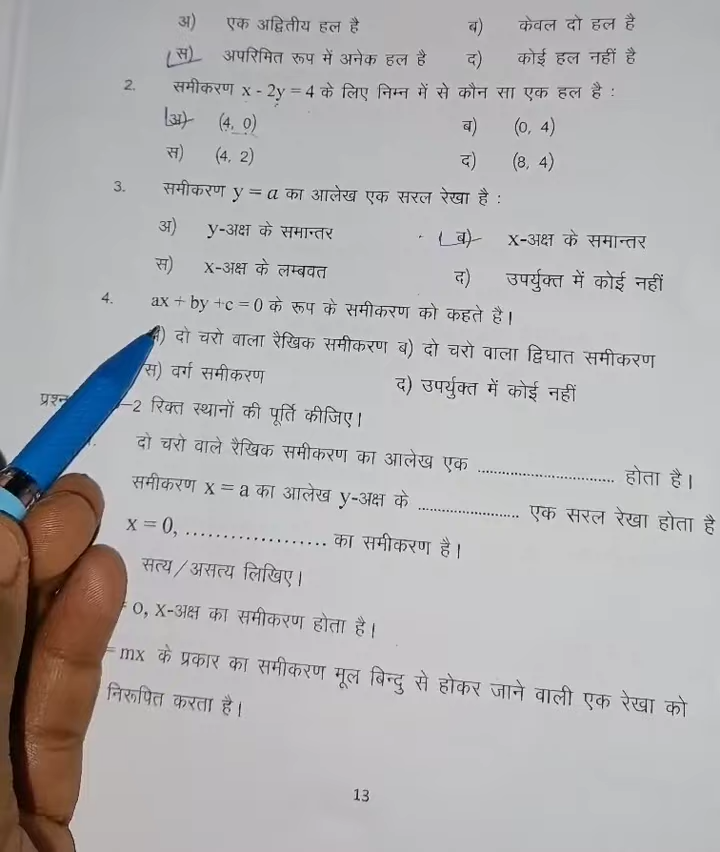 अ) एक अद्वितीय हल है ब) केवल दो हल है
स) अपरिमित रूप में अनेक हल है द) कोई हल नहीं है
2. समीकरण x - 2y = 4 के लिए निम्न में से कौन सा एक हल है :
अ) (4, 0) ब) (0, 4)
स) (4, 2) द) (8, 4)
3. समीकरण y = a का आलेख एक सरल रेखा है :
अ) y-अक्ष के समान्तर ब) x-अक्ष के समान्तर
स) x-अक्ष के लम्बवत द) उपर्युक्त में कोई नहीं
4. ax + by +c = 0 के रूप के समीकरण को कहते है।
अ) दो चरो वाला रैखिक समीकरण ब) दो चरो वाला द्विघात समीकरण
स) वर्ग समीकरण द) उपर्युक्त में कोई नहीं
प्रश्न –2 रिक्त स्थानों की पूर्ति कीजिए।
दो चरो वाले रैखिक समीकरण का आलेख एक .............................. होता है।
समीकरण x = a का आलेख y-अक्ष के ...................... एक सरल रेखा होता है
x = 0, .................... का समीकरण है।
सत्य/असत्य लिखिए।
= 0, x-अक्ष का समीकरण होता है।
= mx के प्रकार का समीकरण मूल बिन्दु से होकर जाने वाली एक रेखा को
निरूपित करता है।
13